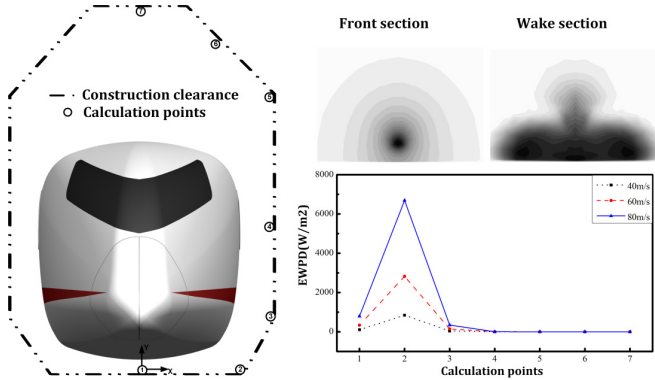 7
6
5
Construction clearance
Calculation points
4
3
Y
1
X
2
Front section
Wake section
8000
6000
4000
2000
0
EWPD(W/m2)
40m/s
60m/s
80m/s
1 2 3 4 5 6 7
Calculation points